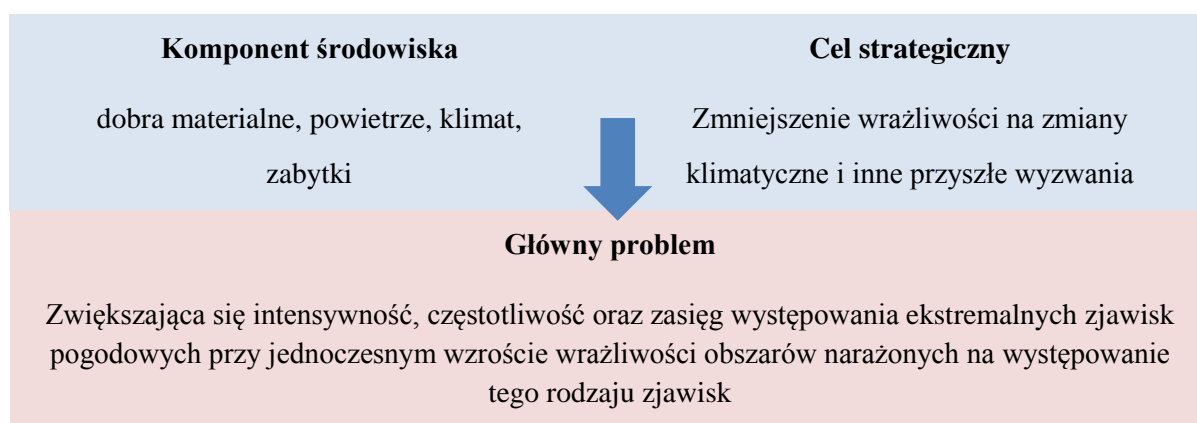 Komponent środowiska
dobra materialne, powietrze, klimat,
zabytki
Cel strategiczny
Zmniejszenie wrażliwości na zmiany
klimatyczne i inne przyszłe wyzwania
Główny problem
Zwiększająca się intensywność, częstotliwość oraz zasięg występowania ekstremalnych zjawisk
pogodowych przy jednoczesnym wzroście wrażliwości obszarów narażonych na występowanie
tego rodzaju zjawisk